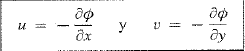 u = − ∂ϕ/∂x y v = − ∂ϕ/∂y